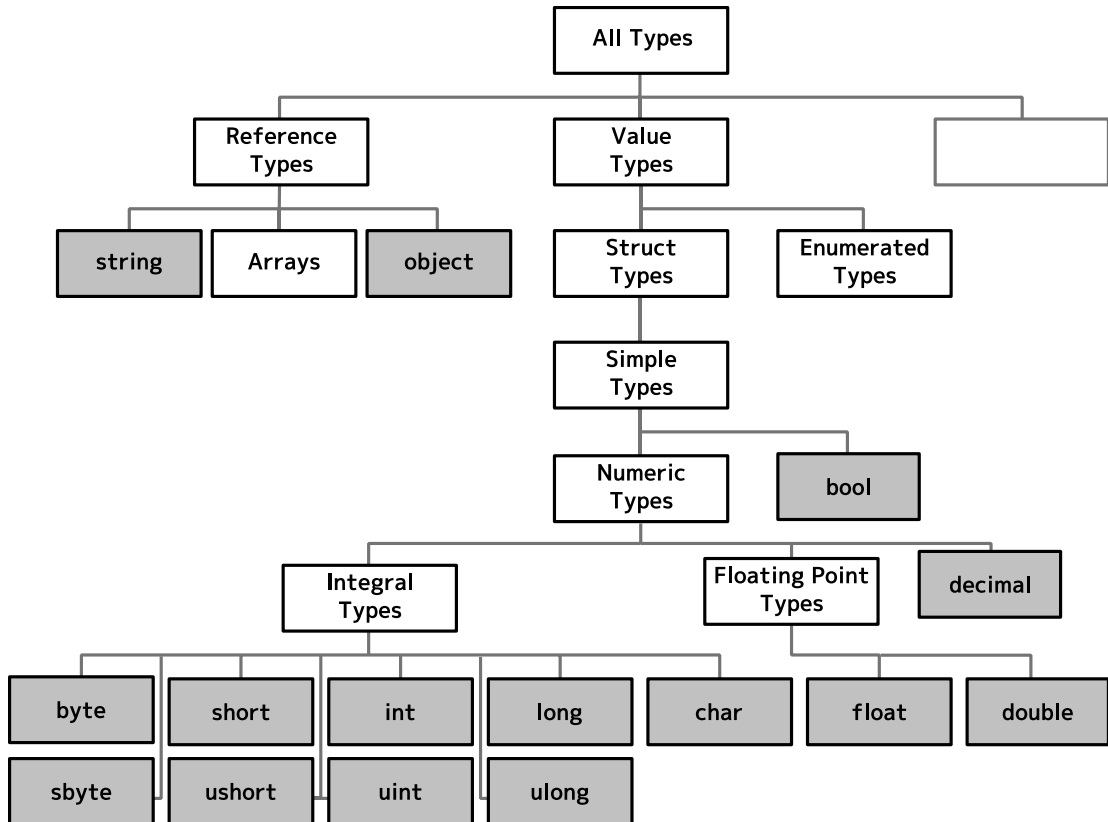 All Types
Reference
Types
Value
Types
string
Arrays
object
Struct
Types
Enumerated
Types
Simple
Types
Numeric
Types
bool
Integral
Types
Floating Point
Types
decimal
byte
short
int
long
char
float
double
sbyte
ushort
uint
ulong